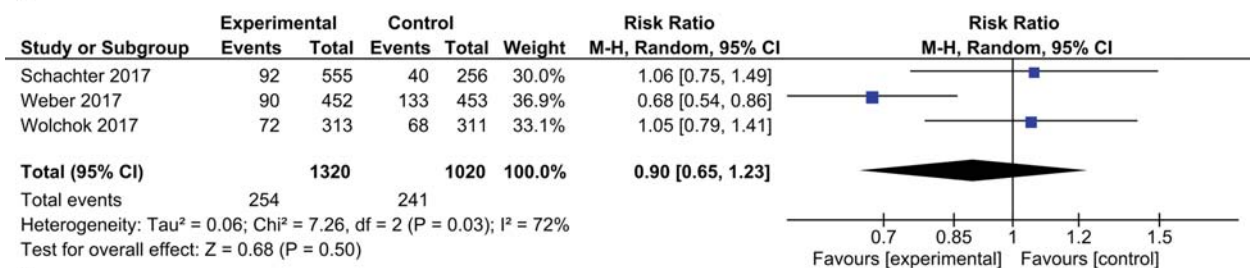 Experimental Control Risk Ratio Risk Ratio
Study or Subgroup Events Total Events Total Weight M-H, Random, 95% CI M-H, Random, 95% CI
Schachter 2017 92 555 40 256 30.0% 1.06 [0.75, 1.49]
Weber 2017 90 452 133 453 36.9% 0.68 [0.54, 0.86]
Wolchok 2017 72 313 68 311 33.1% 1.05 [0.79, 1.41]
Total (95% CI) 1320 1020 100.0% 0.90 [0.65, 1.23]
Total events 254 241
Heterogeneity: Tau² = 0.06; Chi² = 7.26, df = 2 (P = 0.03); I² = 72%
Test for overall effect: Z = 0.68 (P = 0.50)
0.7 0.85 1 1.2 1.5
Favours [experimental] Favours [control]